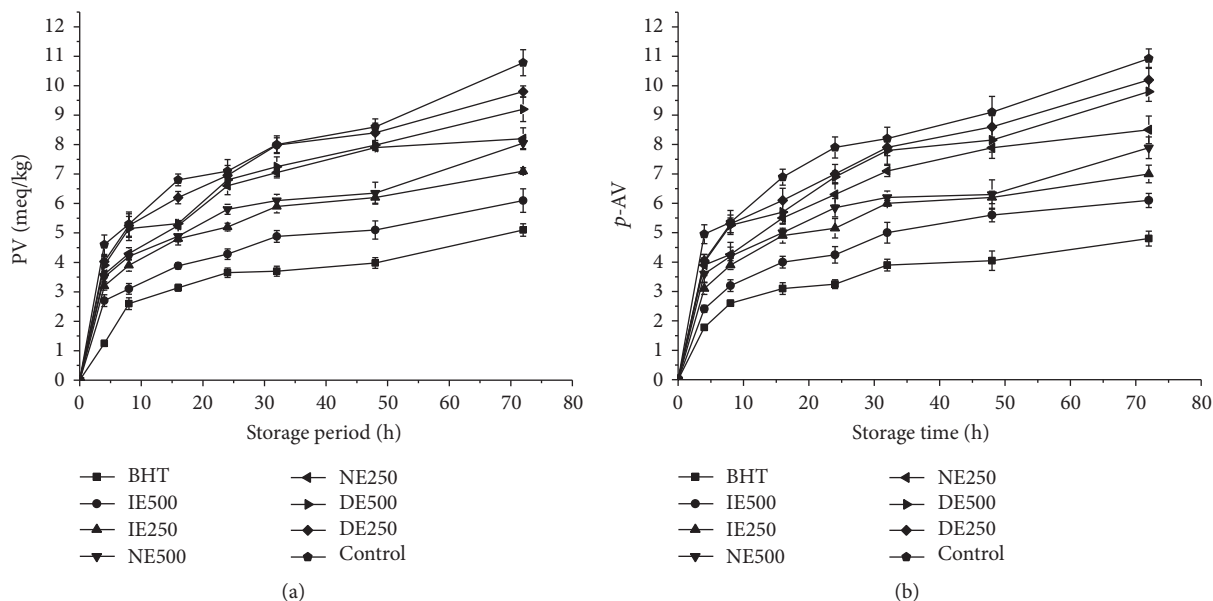 12
11
10
9
8
7
6
5
4
3
2
1
0
PV (meq/kg)
0 10 20 30 40 50 60 70 80
Storage period (h)
BHT
IE500
IE250
NE500
NE250
DE500
DE250
Control
(a)
12
11
10
9
8
7
6
5
4
3
2
1
0
p-AV
0 10 20 30 40 50 60 70 80
Storage time (h)
BHT
IE500
IE250
NE500
NE250
DE500
DE250
Control
(b)